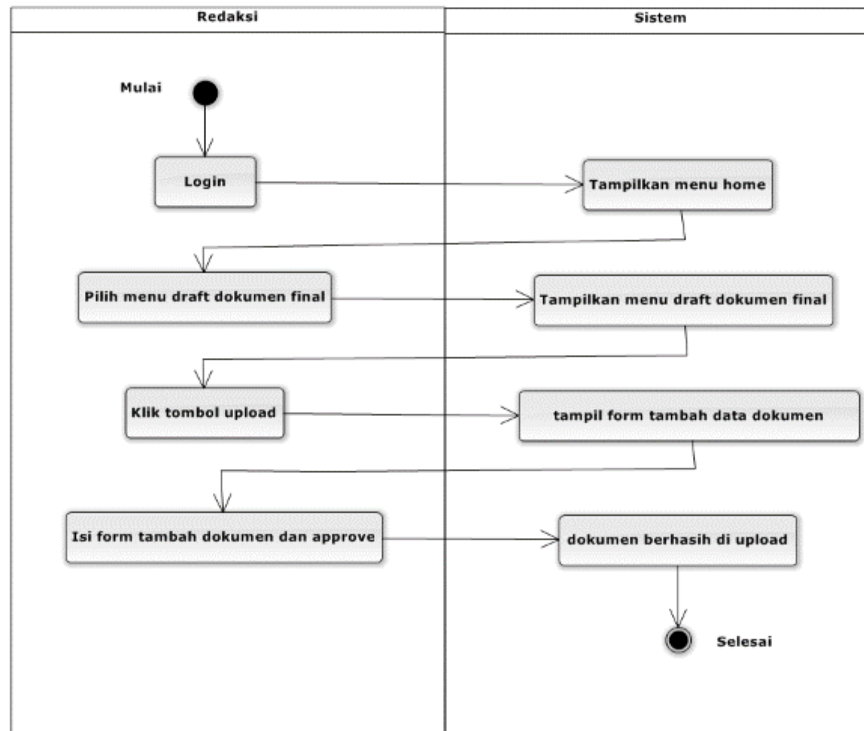 Redaksi
Sistem
Mulai
Login
Tampilkan menu home
Pilih menu draft dokumen final
Tampilkan menu draft dokumen final
Klik tombol upload
tampil form tambah data dokumen
Isi form tambah dokumen dan approve
dokumen berhasih di upload
Selesai